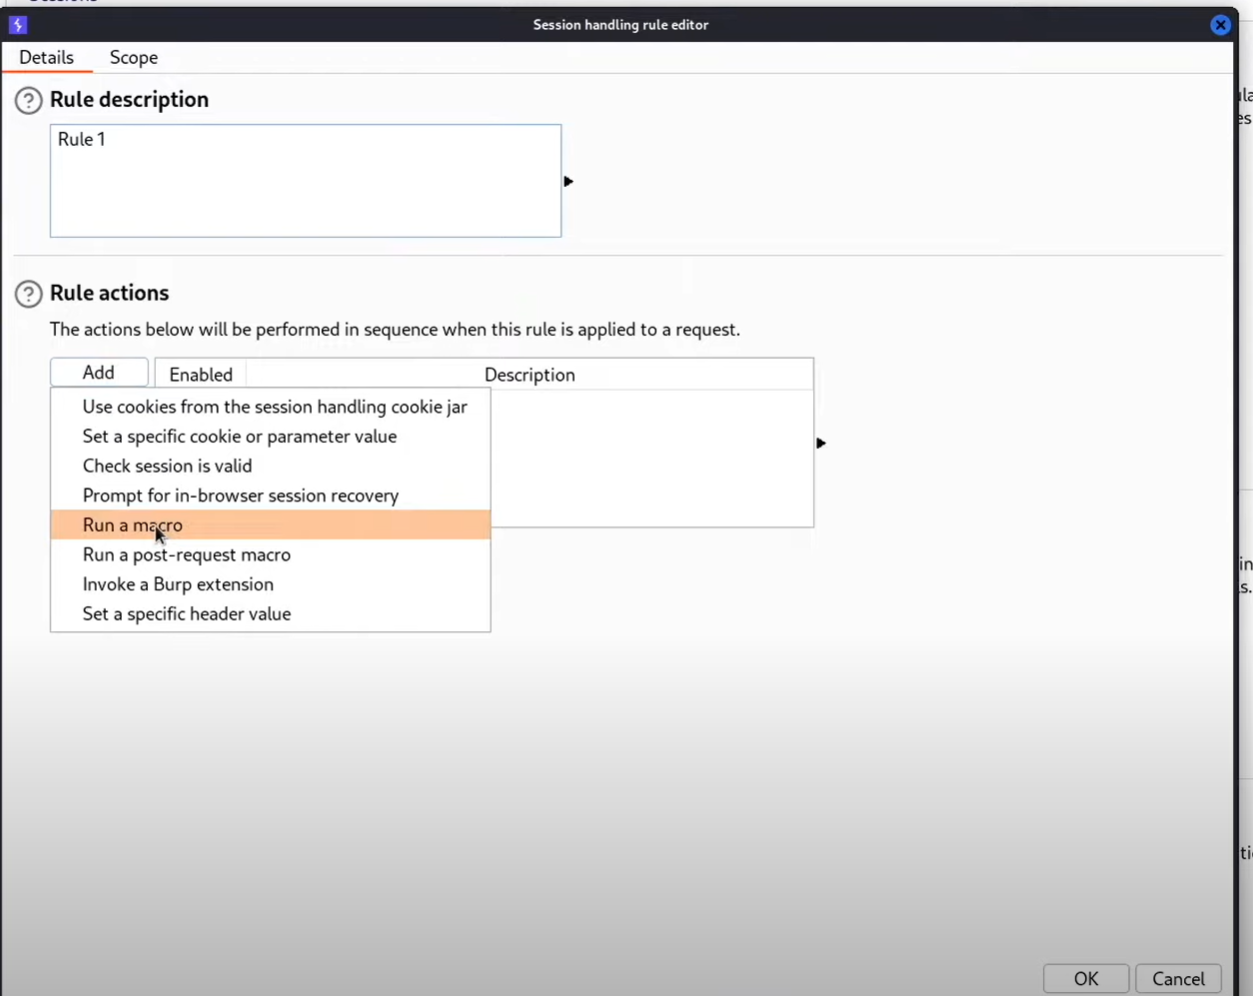 Sessions
Session handling rule editor
Details Scope
Rule description
Rule 1
Rule actions
The actions below will be performed in sequence when this rule is applied to a request.
Add Enabled Description
Use cookies from the session handling cookie jar
Set a specific cookie or parameter value
Check session is valid
Prompt for in-browser session recovery
Run a macro
Run a post-request macro
Invoke a Burp extension
Set a specific header value
OK Cancel